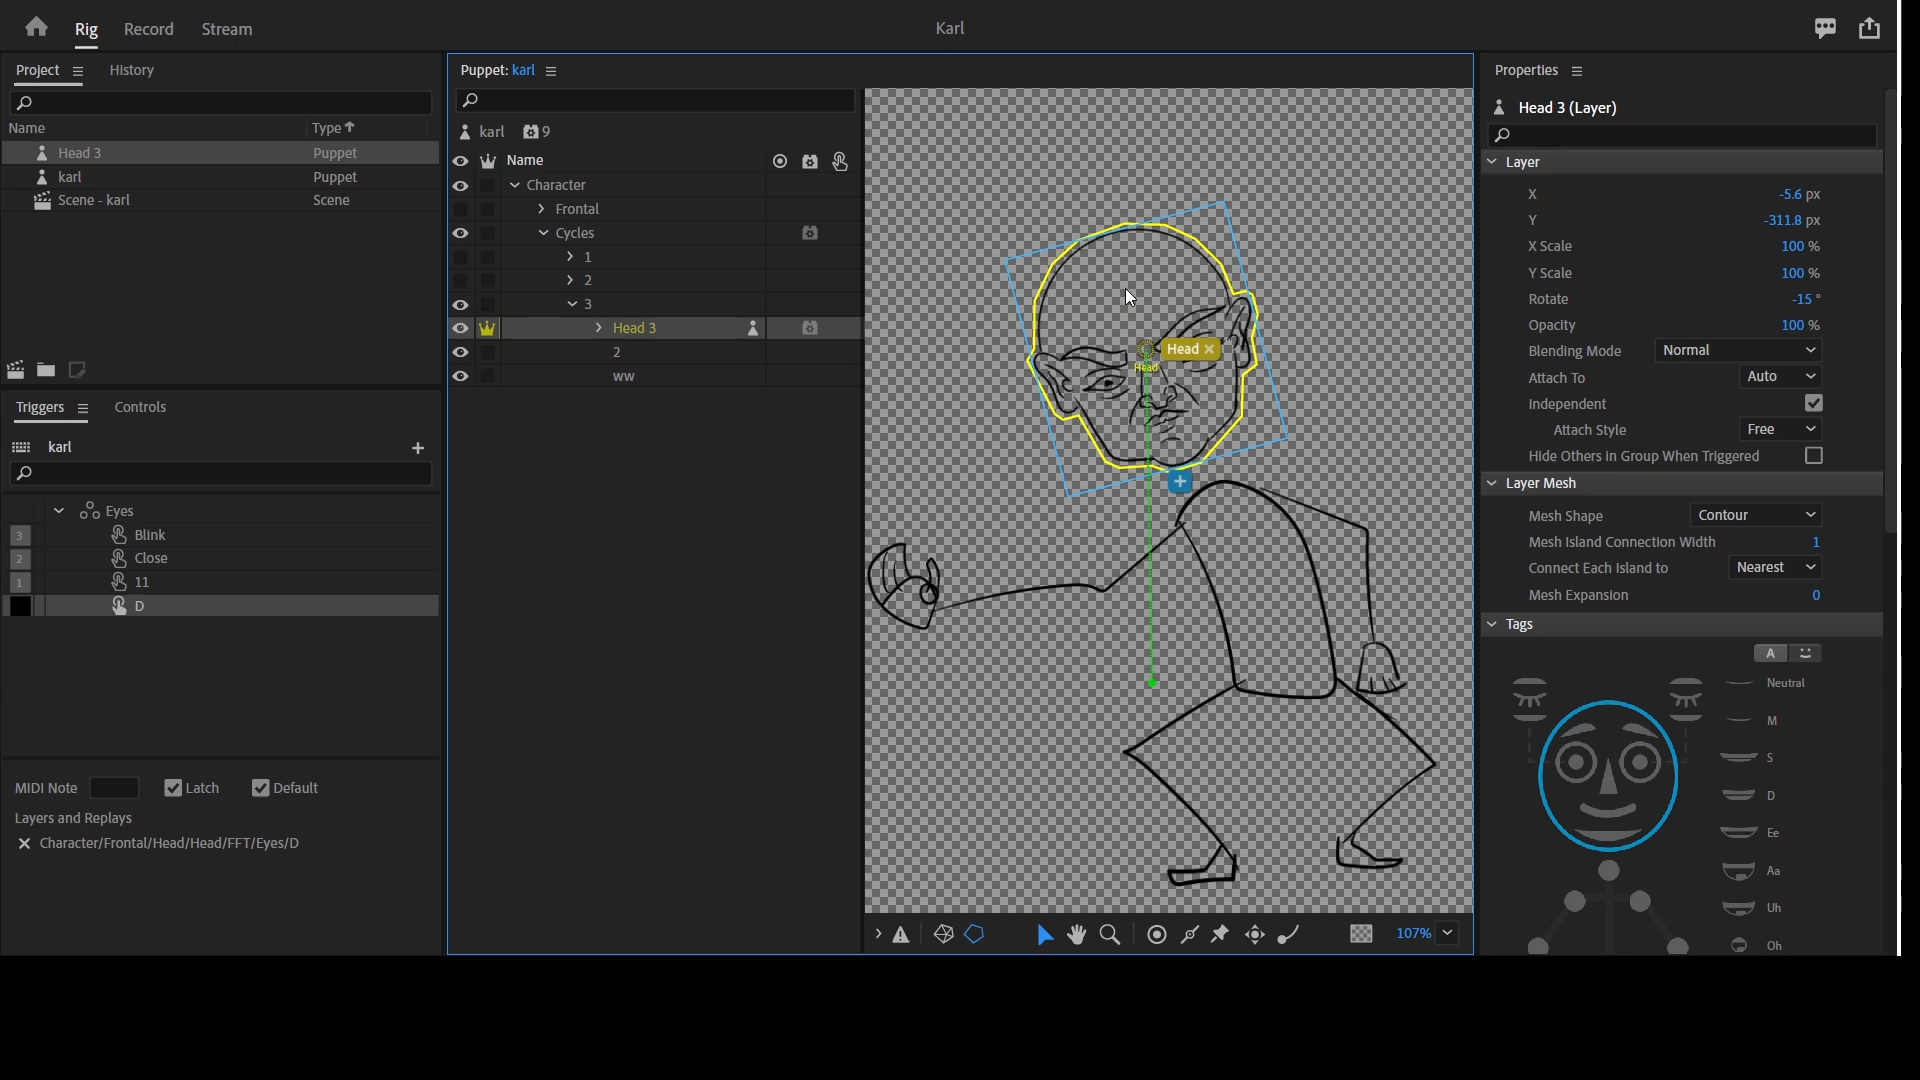 Rig Record Stream Karl
Project History
Name Type
Head 3 Puppet
karl Puppet
Scene - karl Scene
Triggers Controls
karl
Eyes
3 Blink
2 Close
1 11
D
MIDI Note Latch Default
Layers and Replays
Character/Frontal/Head/Head/FFT/Eyes/D
Puppet: karl
karl 9
Name
Character
Frontal
Cycles
1
2
3
Head 3
2
ww
Head
Head
107%
Properties
Head 3 (Layer)
Layer
X -5.6 px
Y -311.8 px
X Scale 100 %
Y Scale 100 %
Rotate -15 °
Opacity 100 %
Blending Mode Normal
Attach To Auto
Independent
Attach Style Free
Hide Others in Group When Triggered
Layer Mesh
Mesh Shape Contour
Mesh Island Connection Width 1
Connect Each Island to Nearest
Mesh Expansion 0
Tags
A
Neutral
M
S
D
Ee
Aa
Uh
Oh